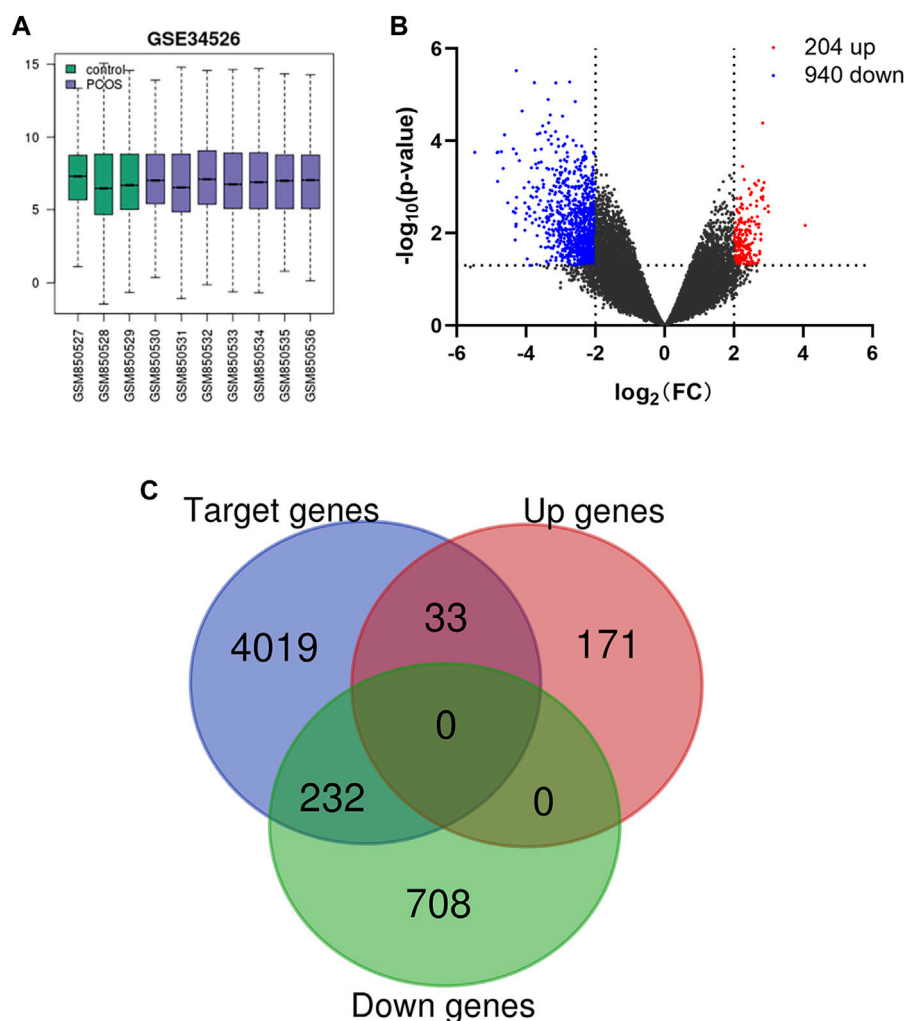 A
GSE34526
control
PCOS
15
10
5
0
GSM850527
GSM850528
GSM850529
GSM850530
GSM850531
GSM850532
GSM850533
GSM850534
GSM850535
GSM850536
B
204 up
940 down
-log10(p-value)
6
4
2
0
-6 -4 -2 0 2 4 6
log2(FC)
C
Target genes
Up genes
33
4019
171
0
232
0
708
Down genes